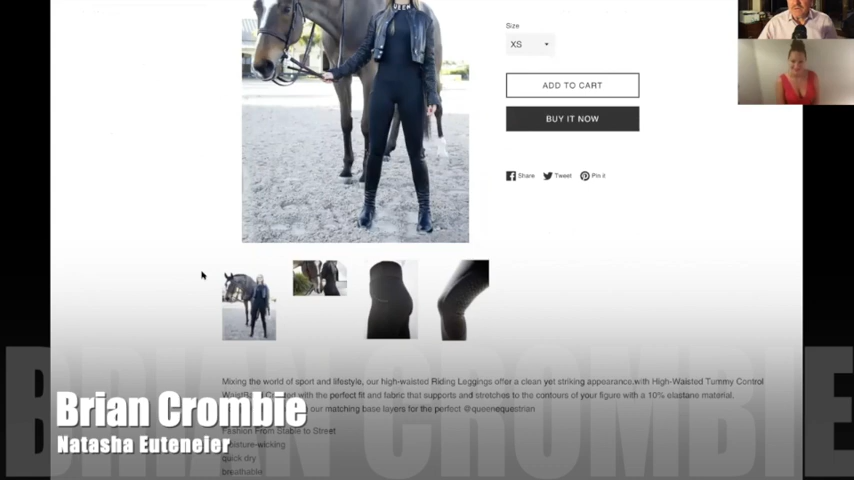 Size
XS
ADD TO CART
BUY IT NOW
Share Tweet Pin it
Mixing the world of sport and lifestyle, our high-waisted Riding Leggings offer a clean yet striking appearance.with High-Waisted Tummy Control
with the perfect fit and fabric that supports and stretches to the contours of your figure with a 10% elastane material.
our matching base layers for the perfect @queenequestrian
Fashion From Stable to Street
moisture-wicking
quick dry
breathable
BRIAN CROMBIE
Brian Crombie
Natasha Euteneier